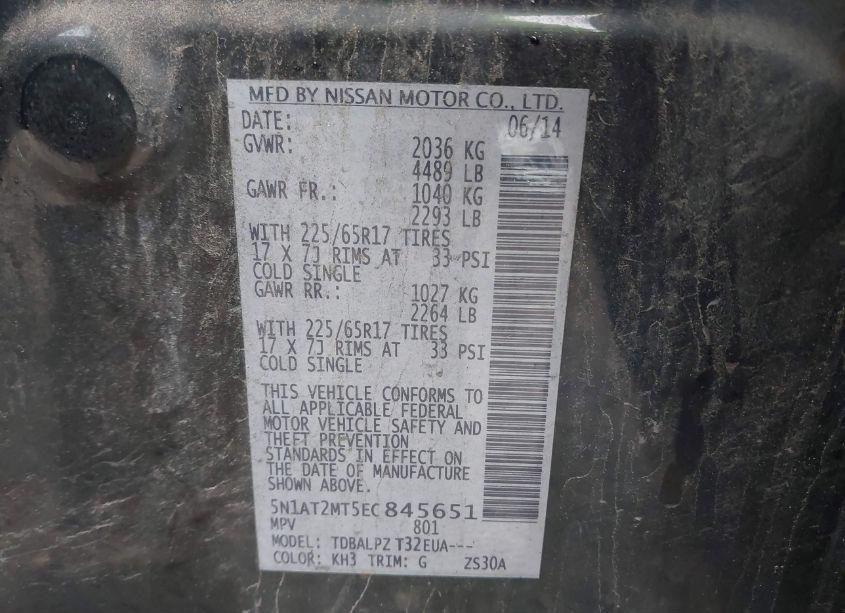 MFD BY NISSAN MOTOR CO., LTD.
DATE: 06/14
GVWR: 2036 KG
4489 LB
GAWR FR.: 1040 KG
2293 LB
WITH 225/65R17 TIRES
17 X 7J RIMS AT 33 PSI
COLD SINGLE
GAWR RR.: 1027 KG
2264 LB
WITH 225/65R17 TIRES
17 X 7J RIMS AT 33 PSI
COLD SINGLE
THIS VEHICLE CONFORMS TO
ALL APPLICABLE FEDERAL
MOTOR VEHICLE SAFETY AND
THEFT PREVENTION
STANDARDS IN EFFECT ON
THE DATE OF MANUFACTURE
SHOWN ABOVE.
5N1AT2MT5EC845651
MPV 801
MODEL: TDBALPZ T32EUA---
COLOR: KH3 TRIM: G ZS30A